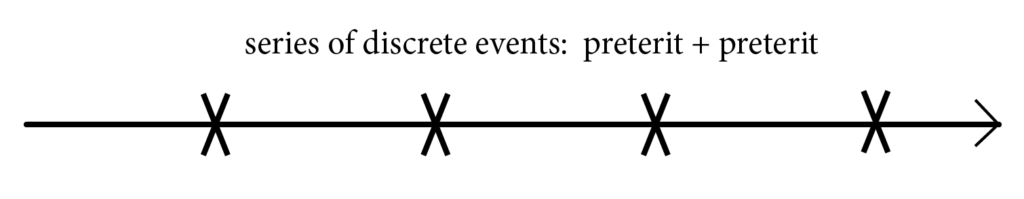 series of discrete events: preterit + preterit